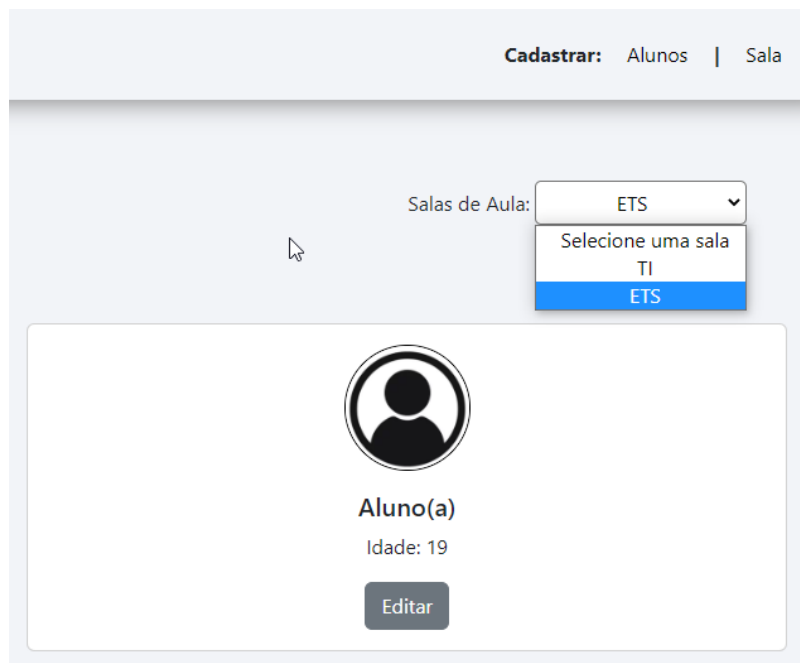 Cadastrar: Alunos | Sala
Salas de Aula: ETS
Selecione uma sala
TI
ETS
Aluno(a)
Idade: 19
Editar